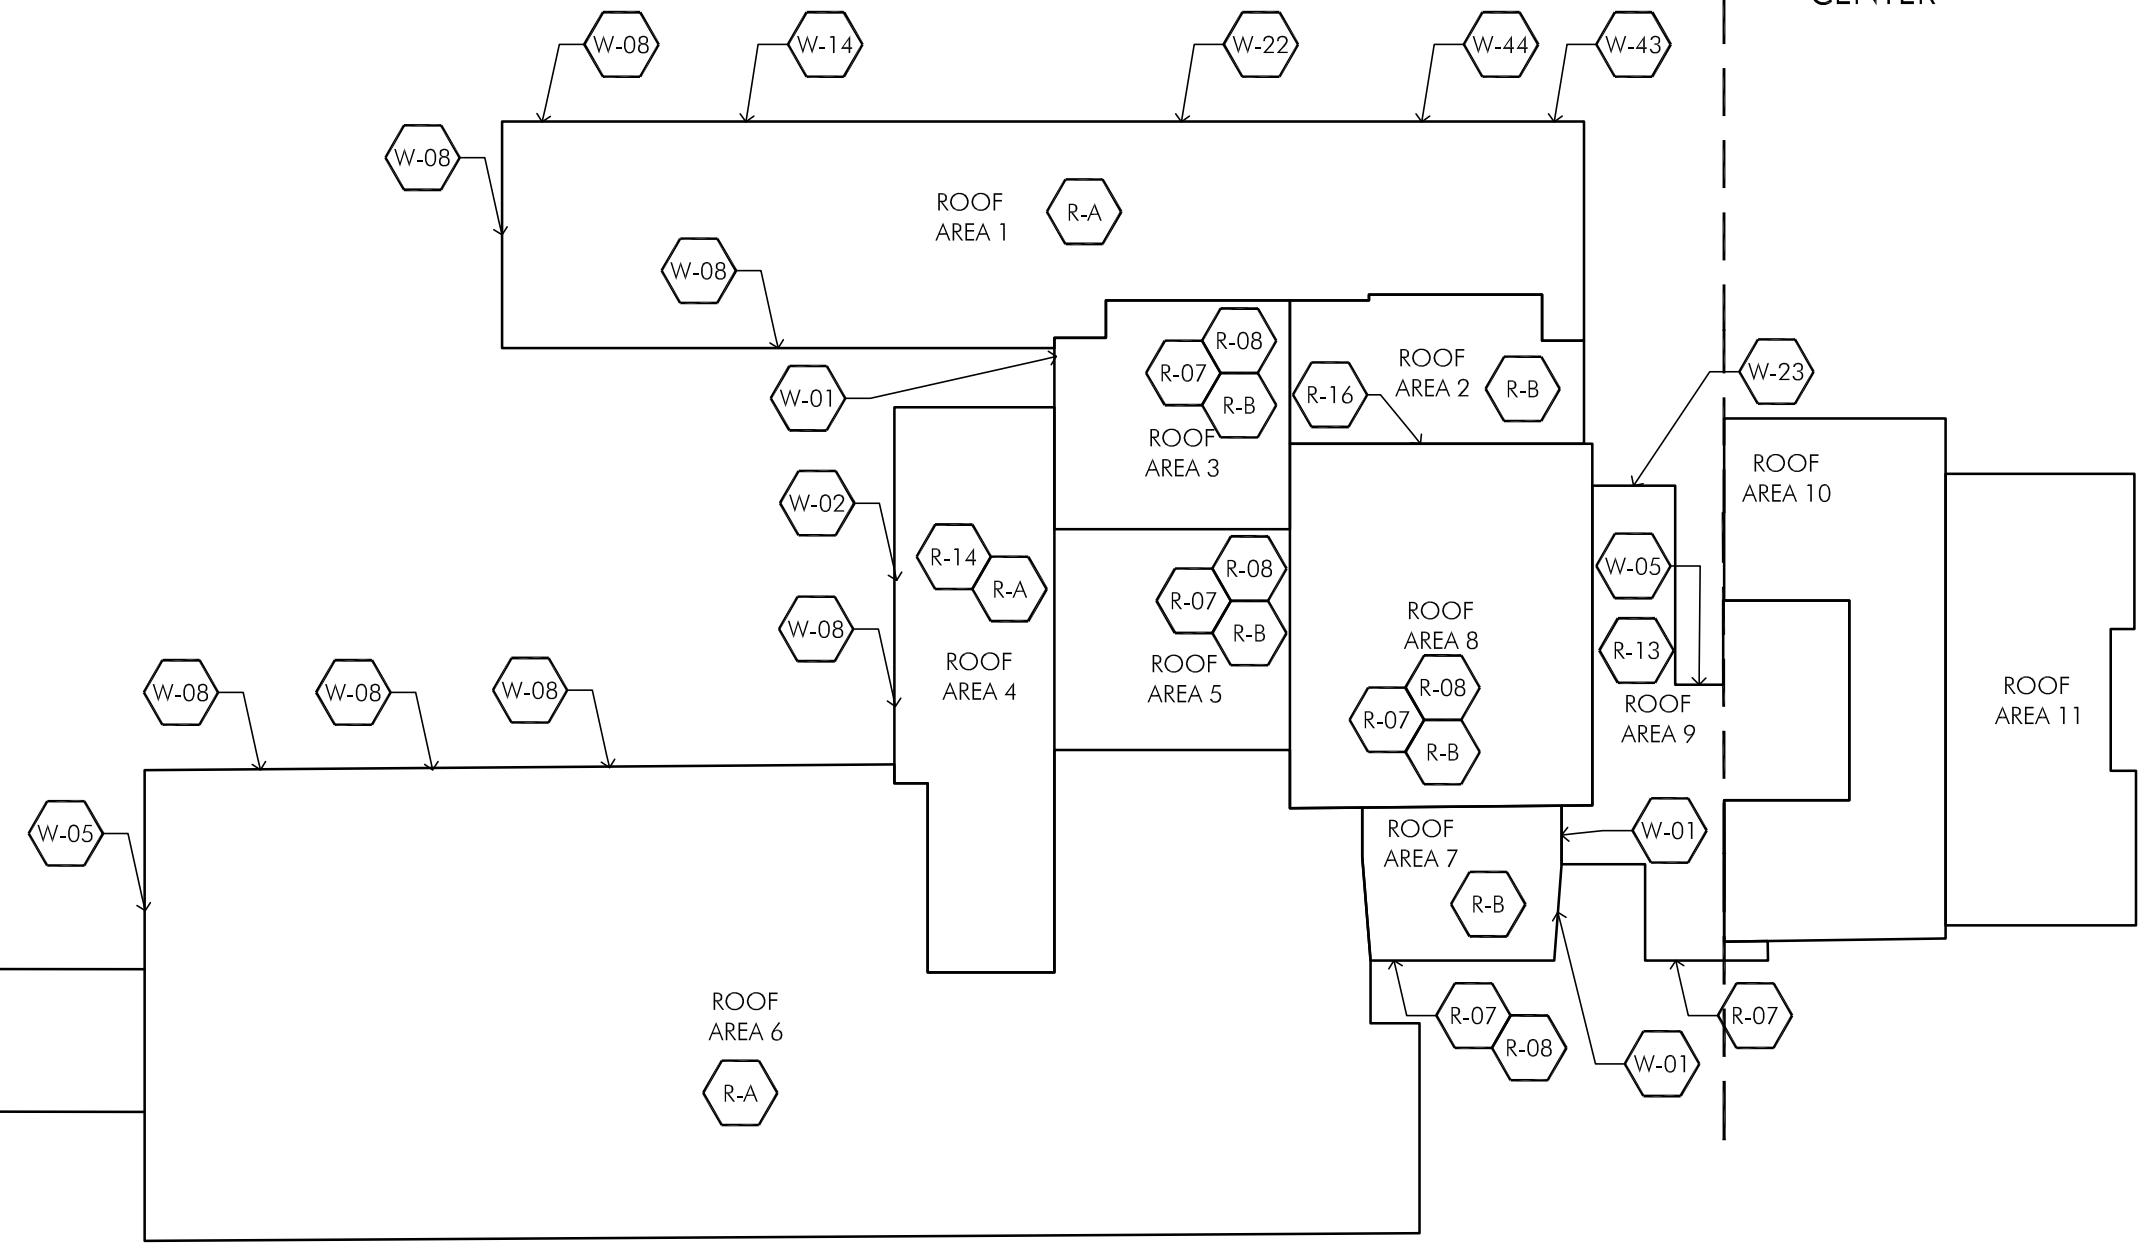 CENTER
W-08
W-14
W-22
W-44
W-43
W-08
ROOF
AREA 1
R-A
W-08
R-08
R-07
R-B
ROOF
AREA 3
ROOF
AREA 2
R-B
R-16
W-23
W-01
ROOF
AREA 10
W-02
R-14
R-A
R-08
R-07
R-B
ROOF
AREA 5
W-05
R-13
ROOF
AREA 9
ROOF
AREA 8
R-08
R-07
R-B
W-08
ROOF
AREA 4
W-08
W-08
W-08
ROOF
AREA 11
W-05
ROOF
AREA 7
W-01
R-B
ROOF
AREA 6
R-A
R-07
R-08
R-07
W-01